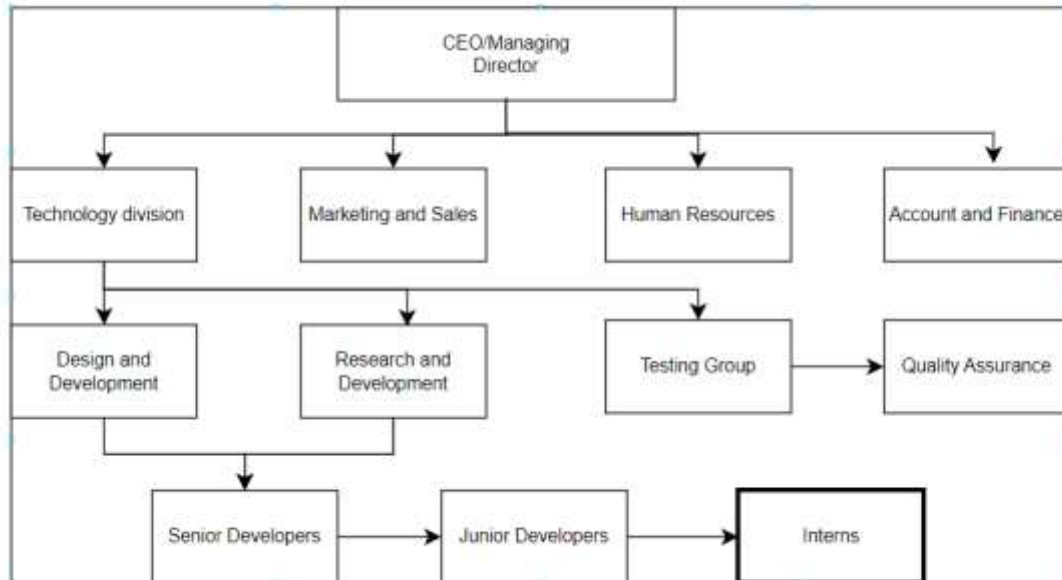 CEO/Managing
Director
Technology division
Marketing and Sales
Human Resources
Account and Finance
Design and
Development
Research and
Development
Testing Group
Quality Assurance
Senior Developers
Junior Developers
Interns